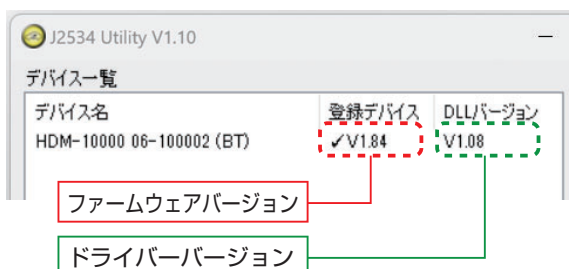 J2534 Utility V1.10
デバイス一覧
デバイス名 登録デバイス DLLバージョン
HDM-10000 06-100002 (BT) ✓V1.84 V1.08
ファームウェアバージョン
ドライバーバージョン